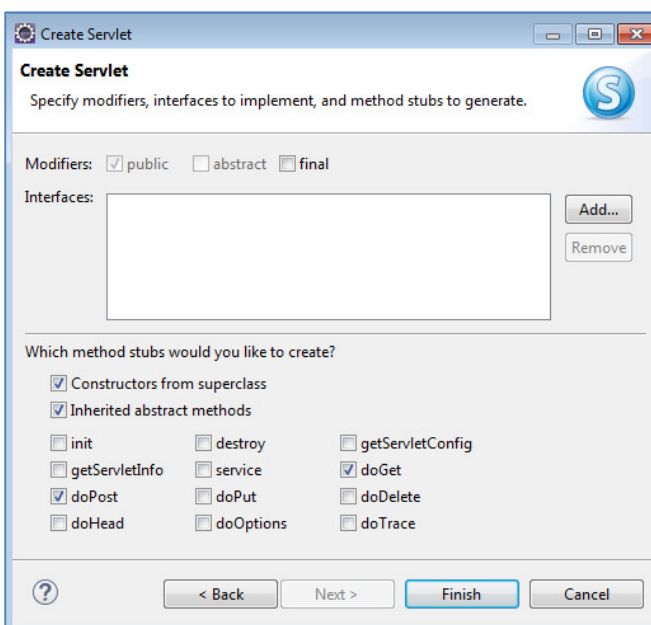 Create Servlet
Create Servlet
Specify modifiers, interfaces to implement, and method stubs to generate.
S
Modifiers: public abstract final
Interfaces:
Add...
Remove
Which method stubs would you like to create?
Constructors from superclass
Inherited abstract methods
init destroy getServletConfig
getServletInfo service doGet
doPost doPut doDelete
doHead doOptions doTrace
? < Back Next > Finish Cancel